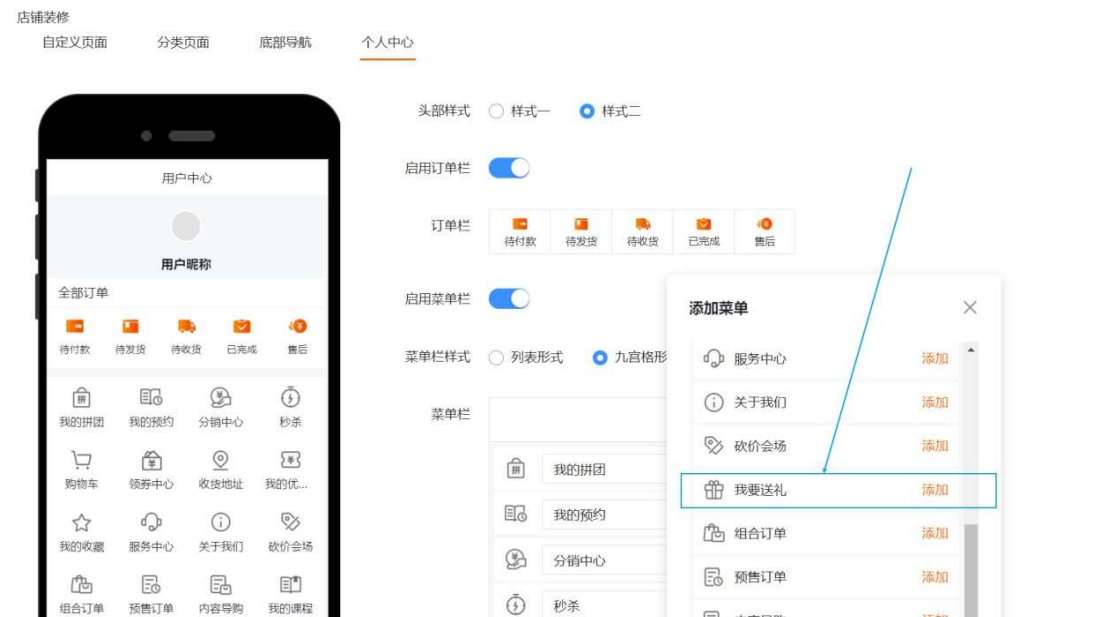 店铺装修
自定义页面 分类页面 底部导航 个人中心
头部样式 样式一 样式二
启用订单栏
订单栏 待付款 待发货 待收货 已完成 售后
启用菜单栏
菜单栏样式 列表形式 九宫格形
菜单栏
我的拼团
我的预约
分销中心
秒杀
用户中心
用户昵称
全部订单
待付款 待发货 待收货 已完成 售后
我的拼团 我的预约 分销中心 秒杀
购物车 领券中心 收货地址 我的优...
我的收藏 服务中心 关于我们 砍价会场
组合订单 预售订单 内容导购 我的课程
添加菜单
服务中心 添加
关于我们 添加
砍价会场 添加
我要送礼 添加
组合订单 添加
预售订单 添加